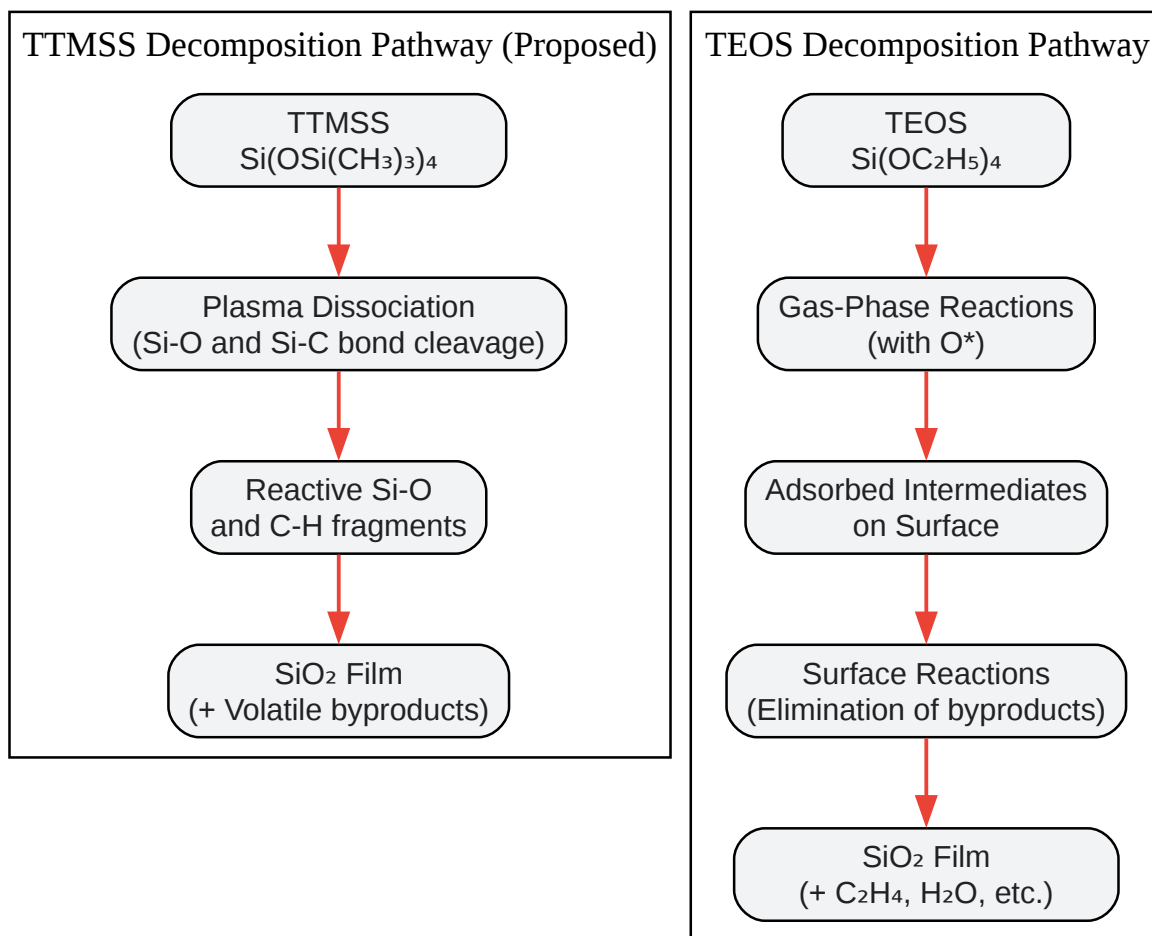 TTMSS Decomposition Pathway (Proposed)
TTMSS
Si(OSi(CH₃)₃)₄
Plasma Dissociation
(Si-O and Si-C bond cleavage)
Reactive Si-O
and C-H fragments
SiO₂ Film
(+ Volatile byproducts)
TEOS Decomposition Pathway
TEOS
Si(OC₂H₅)₄
Gas-Phase Reactions
(with O*)
Adsorbed Intermediates
on Surface
Surface Reactions
(Elimination of byproducts)
SiO₂ Film
(+ C₂H₄, H₂O, etc.)